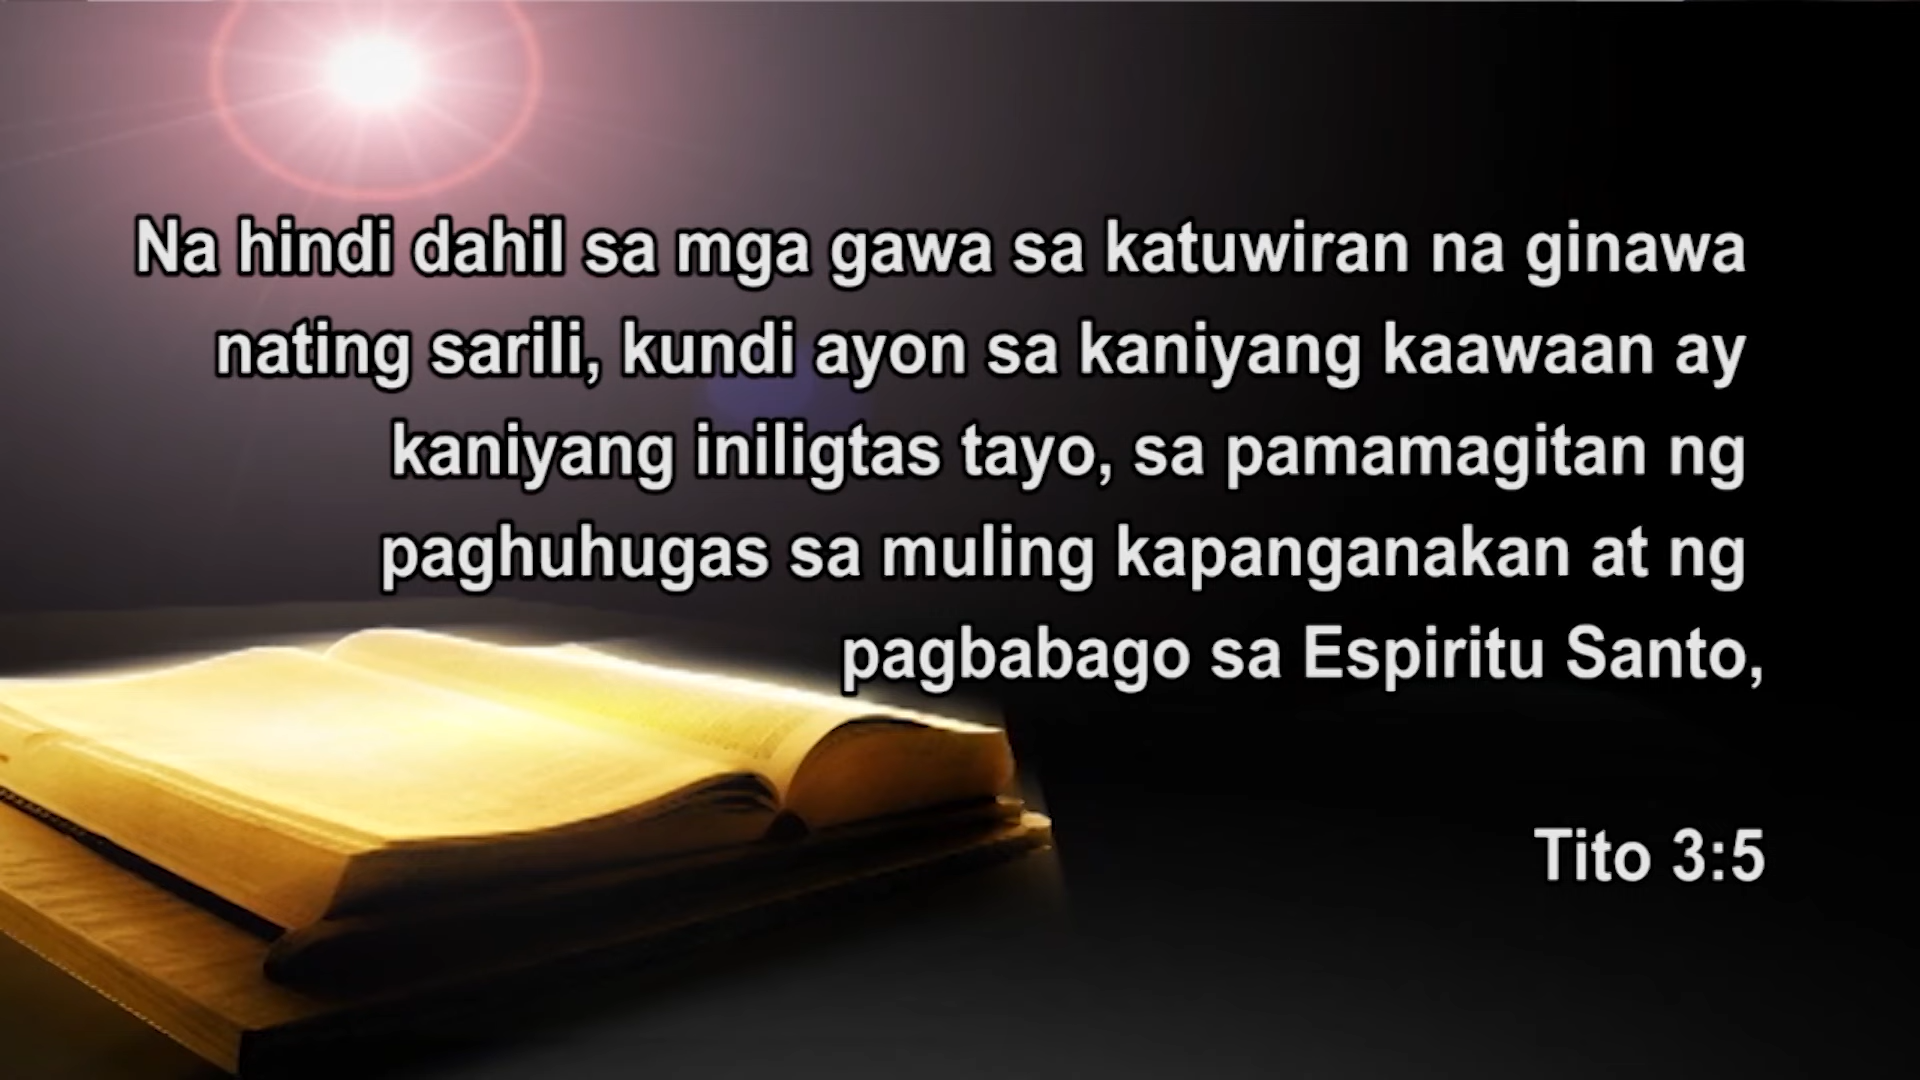 Na hindi dahil sa mga gawa sa katuwiran na ginawa
nating sarili, kundi ayon sa kaniyang kaawaan ay
kaniyang iniligtas tayo, sa pamamagitan ng
paghuhugas sa muling kapanganakan at ng
pagbabago sa Espiritu Santo,
Tito 3:5